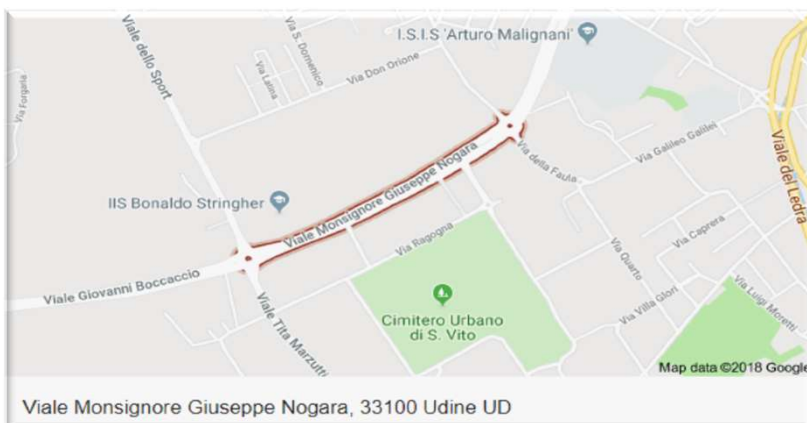 I.S.I.S 'Arturo Malignani'
Viale dello Sport
Via S. Domenico
Via Latina
Via Don Orione
Via Forgaria
Viale Monsignore Giuseppe Nogara
Via della Faula
Via Galileo Galilei
Viale del Ledra
IIS Bonaldo Stringher
Via Ragogna
Via Quarto
Via Caprera
Viale Giovanni Boccaccio
Viale Tita Marzutti
Cimitero Urbano
di S. Vito
Via Villa Glori
Via Luigi Moretti
Map data ©2018 Google
Viale Monsignore Giuseppe Nogara, 33100 Udine UD